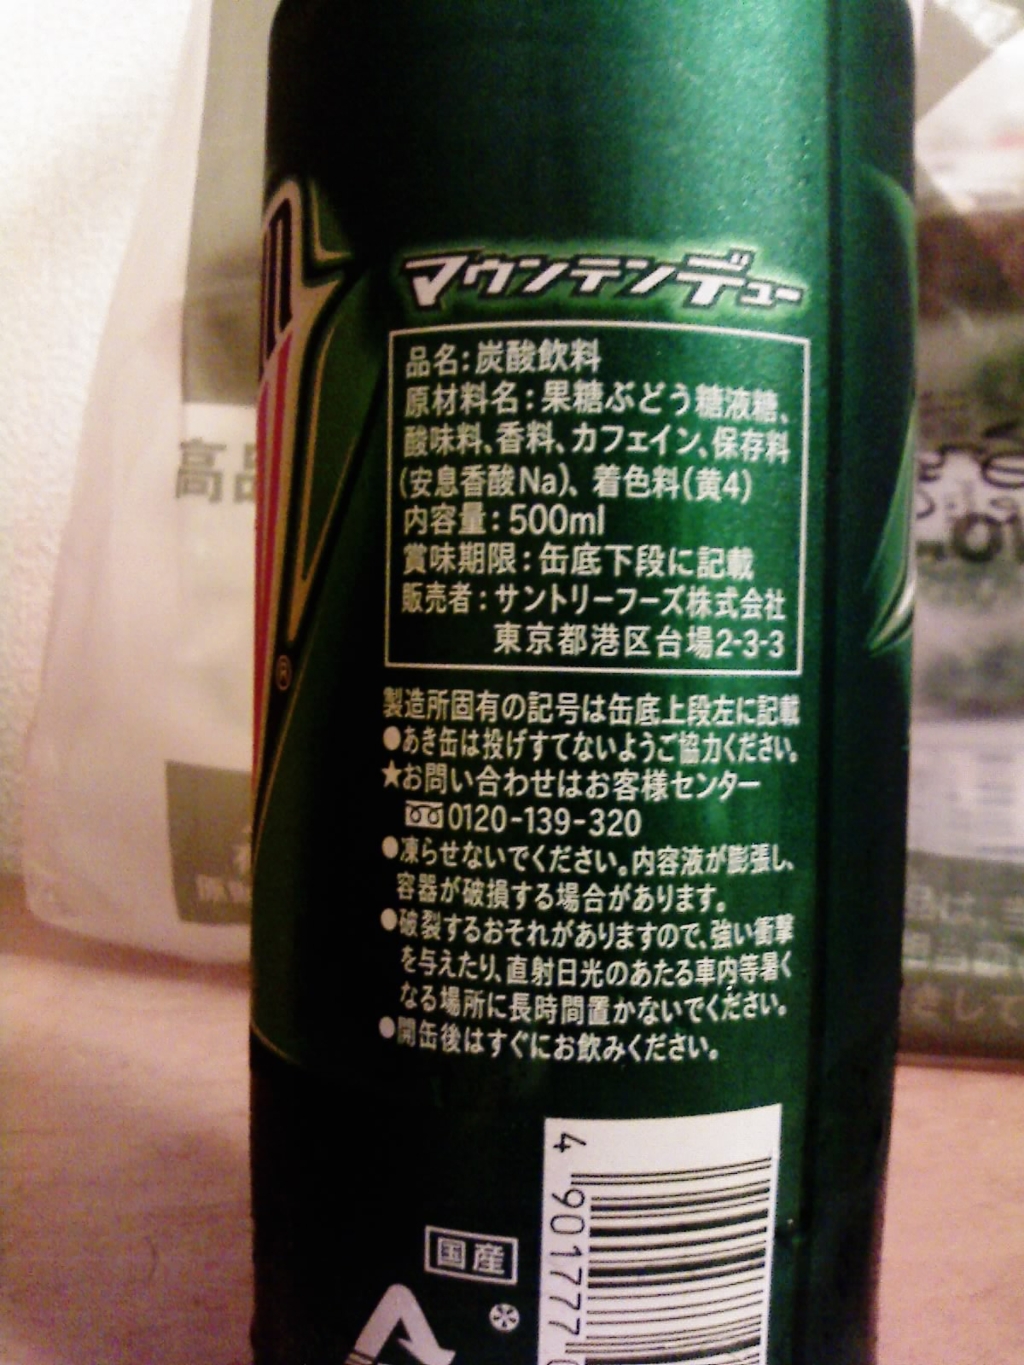 マウンテンデュー
品名:炭酸飲料
原材料名:果糖ぶどう糖液糖、
酸味料、香料、カフェイン、保存料
(安息香酸Na)、着色料(黄4)
内容量:500ml
賞味期限:缶底下段に記載
販売者:サントリーフーズ株式会社
東京都港区台場2-3-3
製造所固有の記号は缶底上段左に記載
●あき缶は投げすてないようご協力ください。
★お問い合わせはお客様センター
0120-139-320
●凍らせないでください。内容液が膨張し、
容器が破損する場合があります。
●破裂するおそれがありますので、強い衝撃
を与えたり、直射日光のあたる車内等暑く
なる場所に長時間置かないでください。
●開缶後はすぐにお飲みください。
国産
4 901777
®
高品